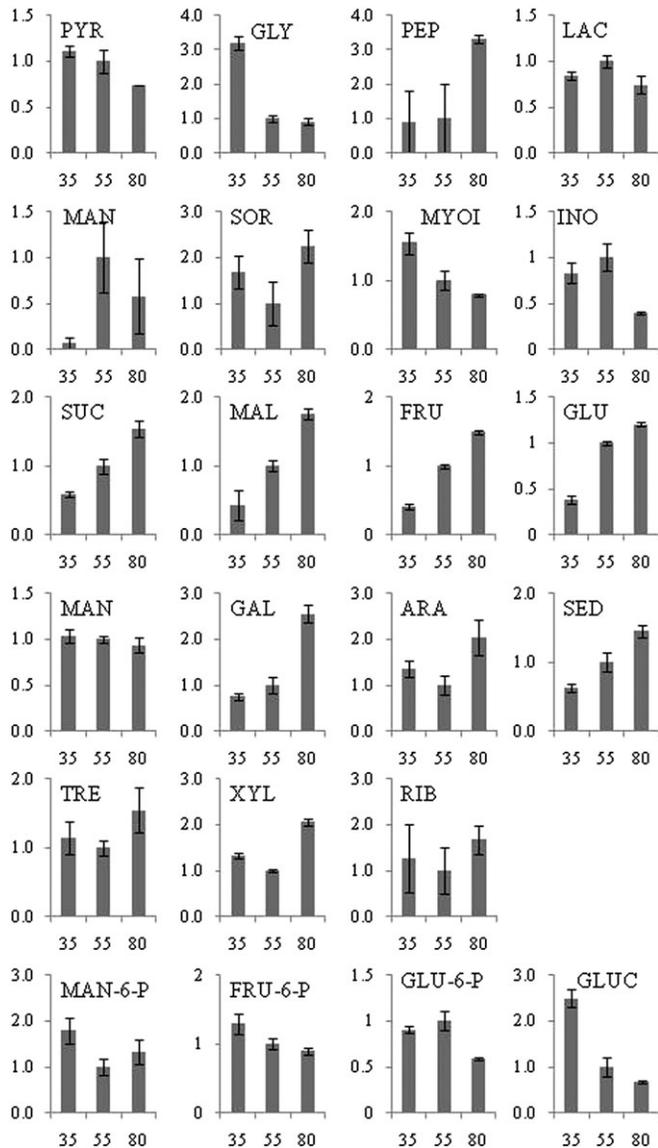 PYR GLY PEP LAC
1.5 4.0 4.0 1.5
1.0 3.0 3.0 1.0
2.0 2.0
0.5 1.0 1.0 0.5
0.0 0.0 0.0 0.0
35 55 80 35 55 80 35 55 80 35 55 80
MAN SOR MYOI INO
1.5 3.0 2.0 1.5
1.0 2.0 1.0
1.0
0.5 1.0 0.5
0.0 0.0 0.0 0.0
35 55 80 35 55 80 35 55 80 35 55 80
SUC MAL FRU GLU
2.0 2.0 2 1.5
1.0 1.0 1 1
0.5
0.0 0.0 0 0
35 55 80 35 55 80 35 55 80 35 55 80
MAN GAL ARA SED
1.5 3.0 3.0 2.0
1.0 2.0 2.0
1.0
0.5 1.0 1.0
0.0 0.0 0.0 0.0
35 55 80 35 55 80 35 55 80 35 55 80
TRE XYL RIB
2.0 3.0 3.0
2.0 2.0
1.0
1.0 1.0
0.0 0.0 0.0
35 55 80 35 55 80 35 55 80
MAN-6-P FRU-6-P GLU-6-P GLUC
3.0 2 1.5 3.0
2.0 1 2.0
1
1.0 0.5 1.0
0.0 0 0 0.0
35 55 80 35 55 80 35 55 80 35 55 80